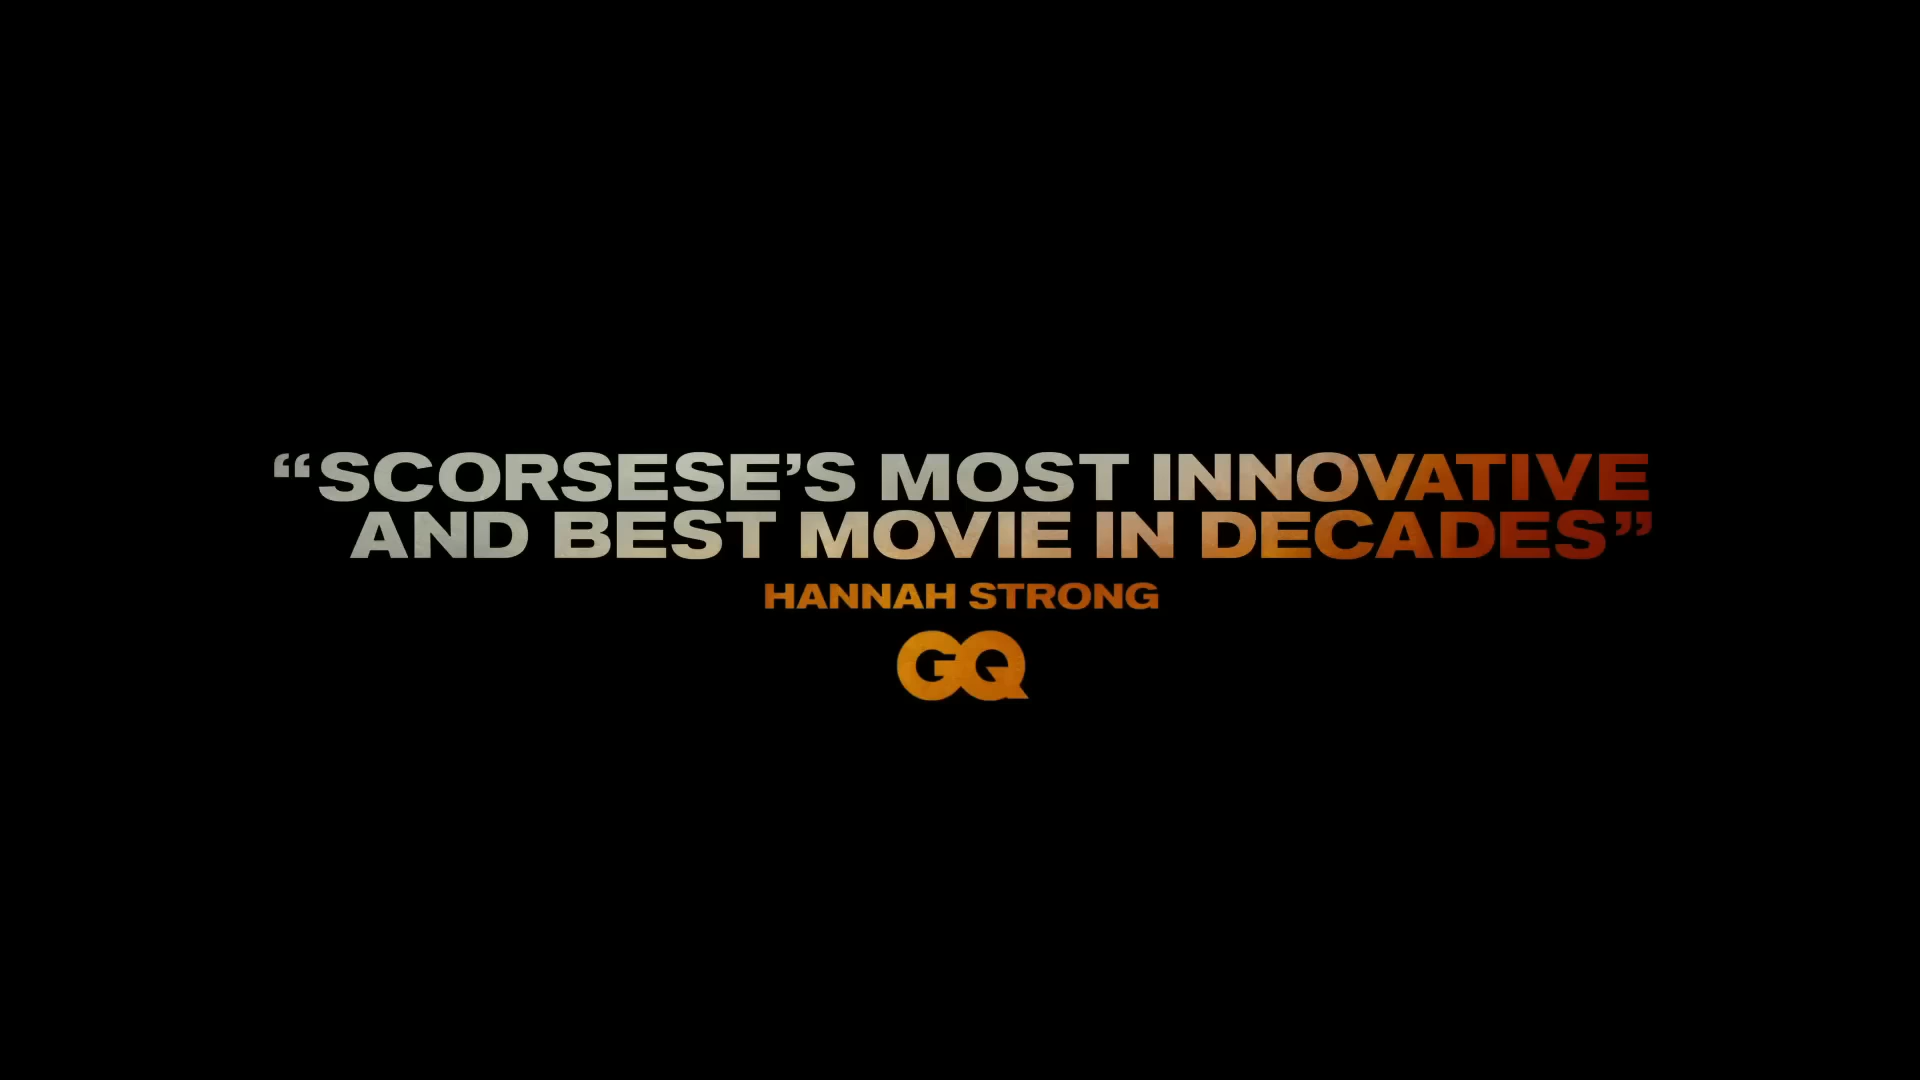 “SCORSESE’S MOST INNOVATIVE
AND BEST MOVIE IN DECADES”
HANNAH STRONG
GQ